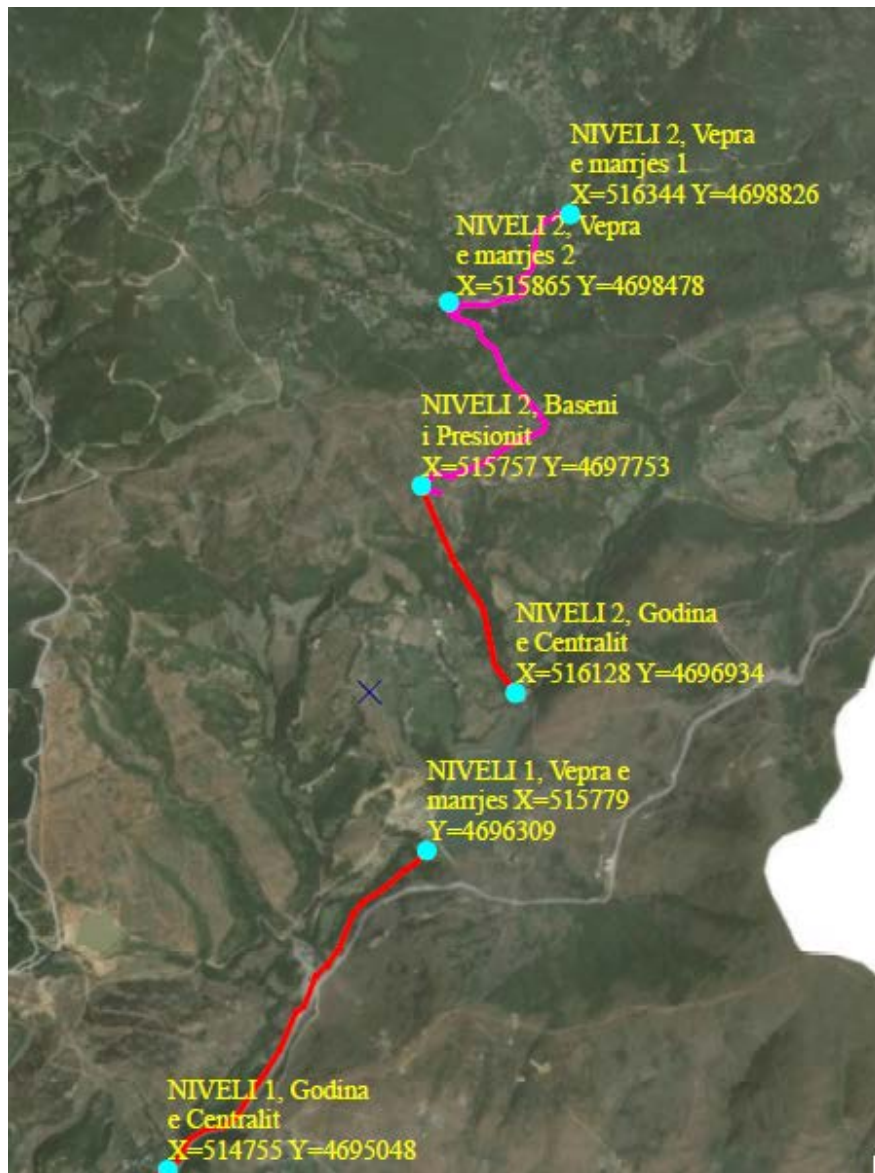 NIVELI 2, Vepra
e marrjes 1
X=516344 Y=4698826
NIVELI 2, Vepra
e marrjes 2
X=515865 Y=4698478
NIVELI 2, Baseni
i Presionit
X=515757 Y=4697753
NIVELI 2, Godina
e Centralit
X=516128 Y=4696934
NIVELI 1, Vepra e
marrjes X=515779
Y=4696309
NIVELI 1, Godina
e Centralit
X=514755 Y=4695048